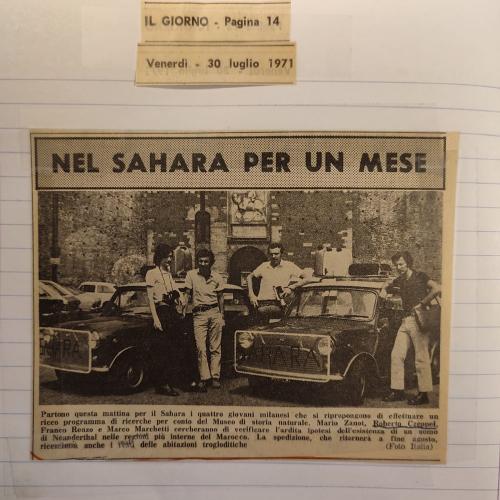 IL GIORNO - Pagina 14
Venerdì - 30 luglio 1971
NEL SAHARA PER UN MESE
SAHARA
SAHARA
Partono questa mattina per il Sahara i quattro giovani milanesi che si ripropongono di effettuare un
ricco programma di ricerche per conto del Museo di storia naturale. Mario Zanot, Roberto Creppel,
Franco Renzo e Marco Marchetti cercheranno di verificare l'ardita ipotesi dell'esistenza di un uomo
di Neanderthal nelle regioni più interne del Marocco. La spedizione, che ritornerà a fine agosto,
ricercherà anche i resti delle abitazioni trogloditiche (Foto Italia)